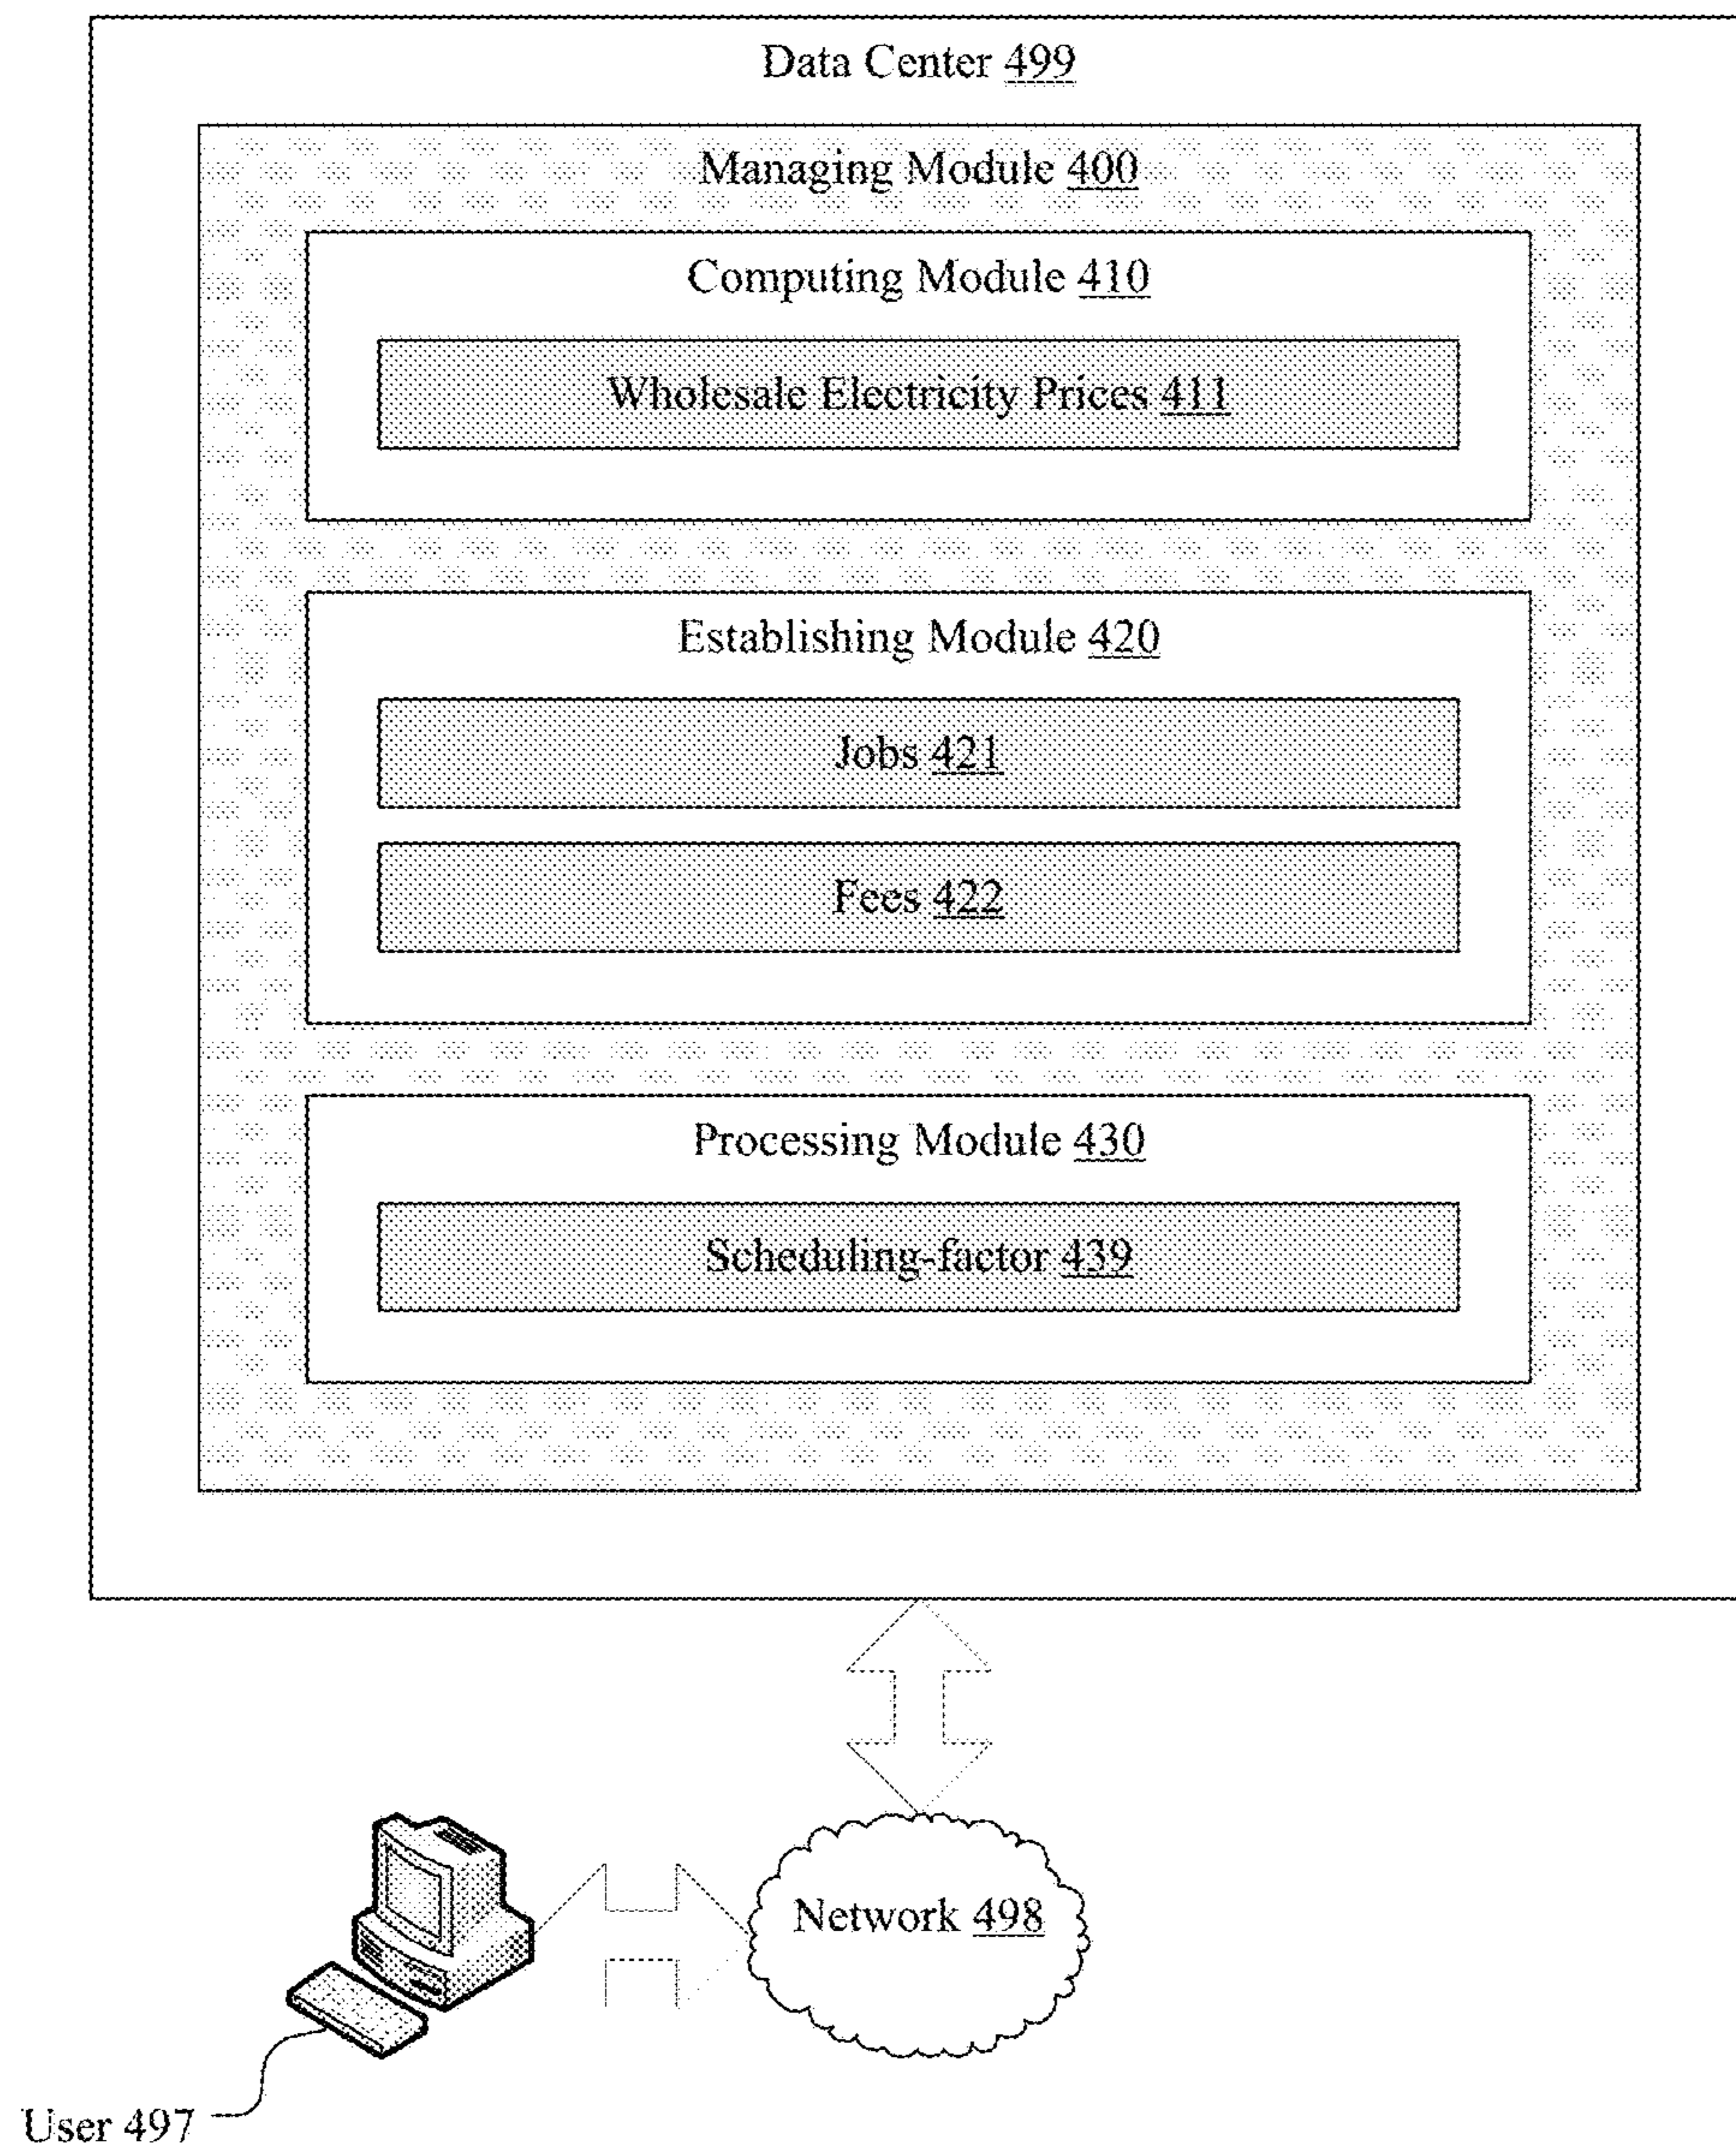 Data Center 499
Managing Module 400
Computing Module 410
Wholesale Electricity Prices 411
Establishing Module 420
Jobs 421
Fees 422
Processing Module 430
Scheduling-factor 439
Network 498
User 497